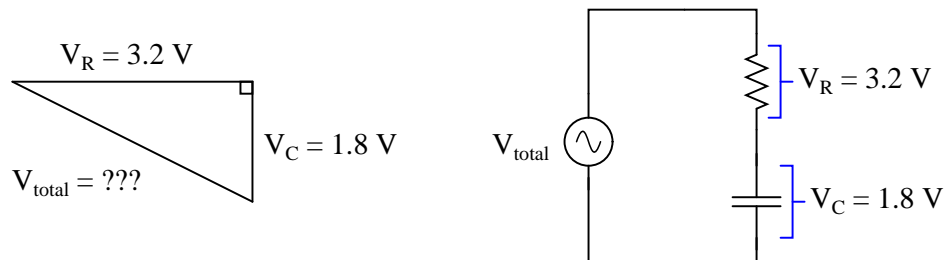 V_R = 3.2 V
V_C = 1.8 V
V_total = ???
V_total
V_R = 3.2 V
V_C = 1.8 V